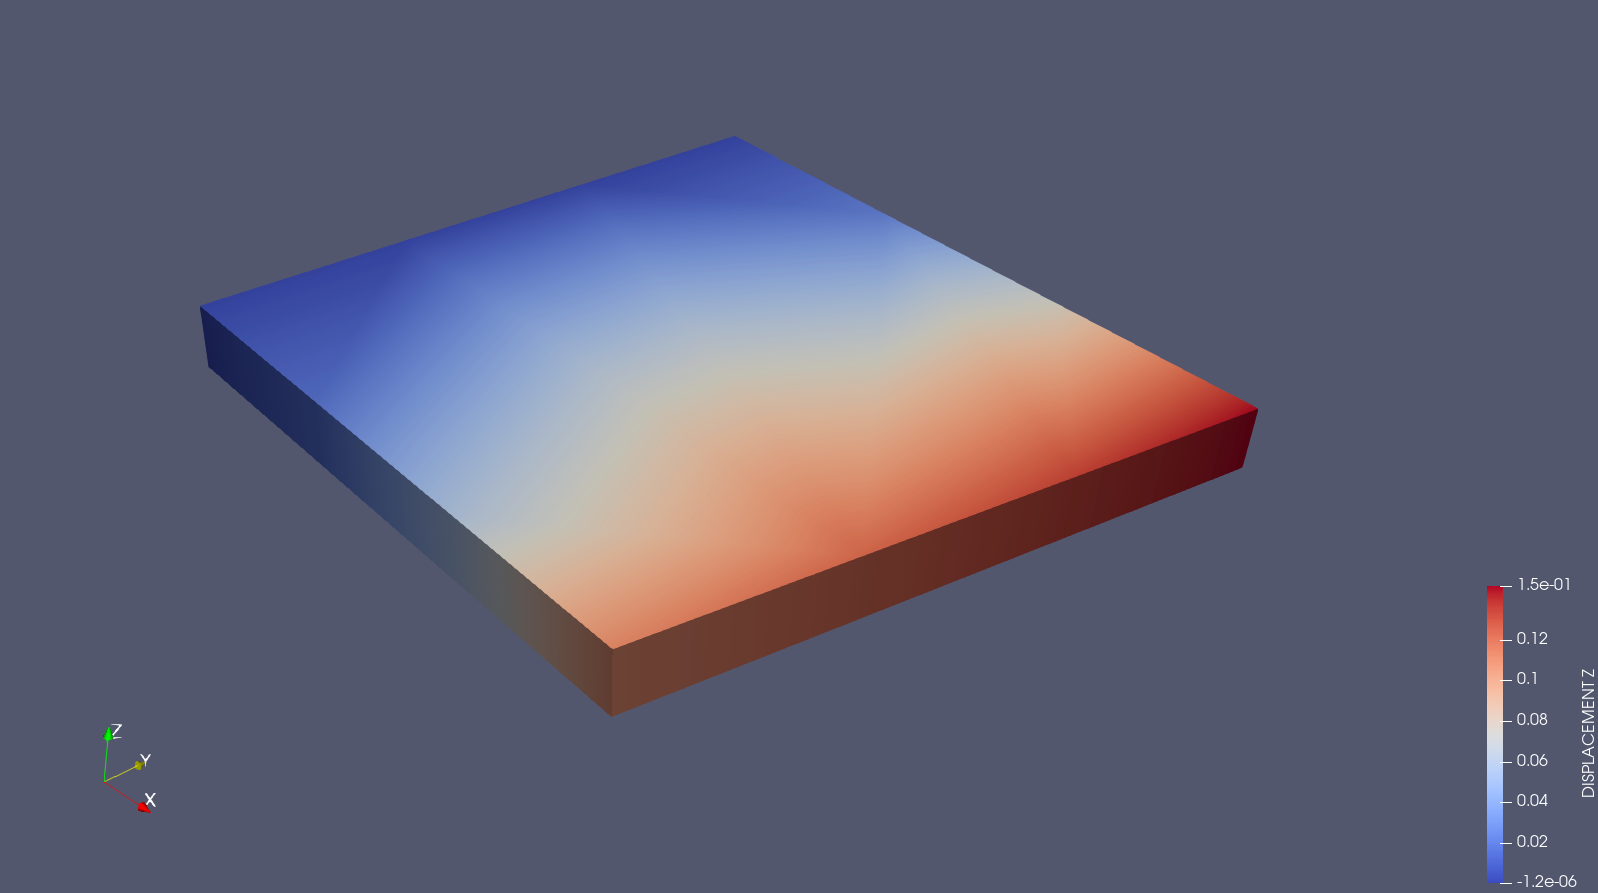 1.5e-01
0.12
0.1
0.08
0.06
0.04
0.02
-1.2e-06
DISPLACEMENT Z
Z
Y
X